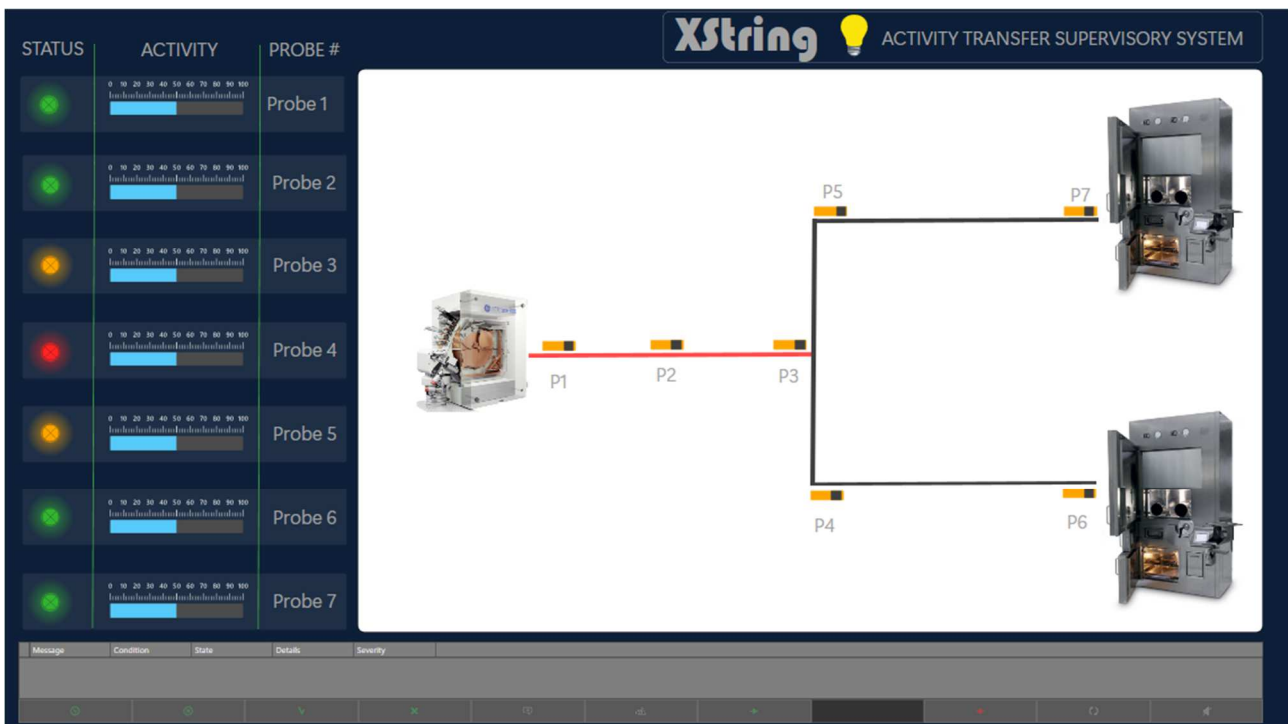 XString ACTIVITY TRANSFER SUPERVISORY SYSTEM
STATUS ACTIVITY PROBE #
0 10 20 30 40 50 60 70 80 90 100
Probe 1
0 10 20 30 40 50 60 70 80 90 100
Probe 2
0 10 20 30 40 50 60 70 80 90 100
Probe 3
0 10 20 30 40 50 60 70 80 90 100
Probe 4
0 10 20 30 40 50 60 70 80 90 100
Probe 5
0 10 20 30 40 50 60 70 80 90 100
Probe 6
0 10 20 30 40 50 60 70 80 90 100
Probe 7
P5 P7
P1 P2 P3
P4 P6
Message Condition State Details Severity